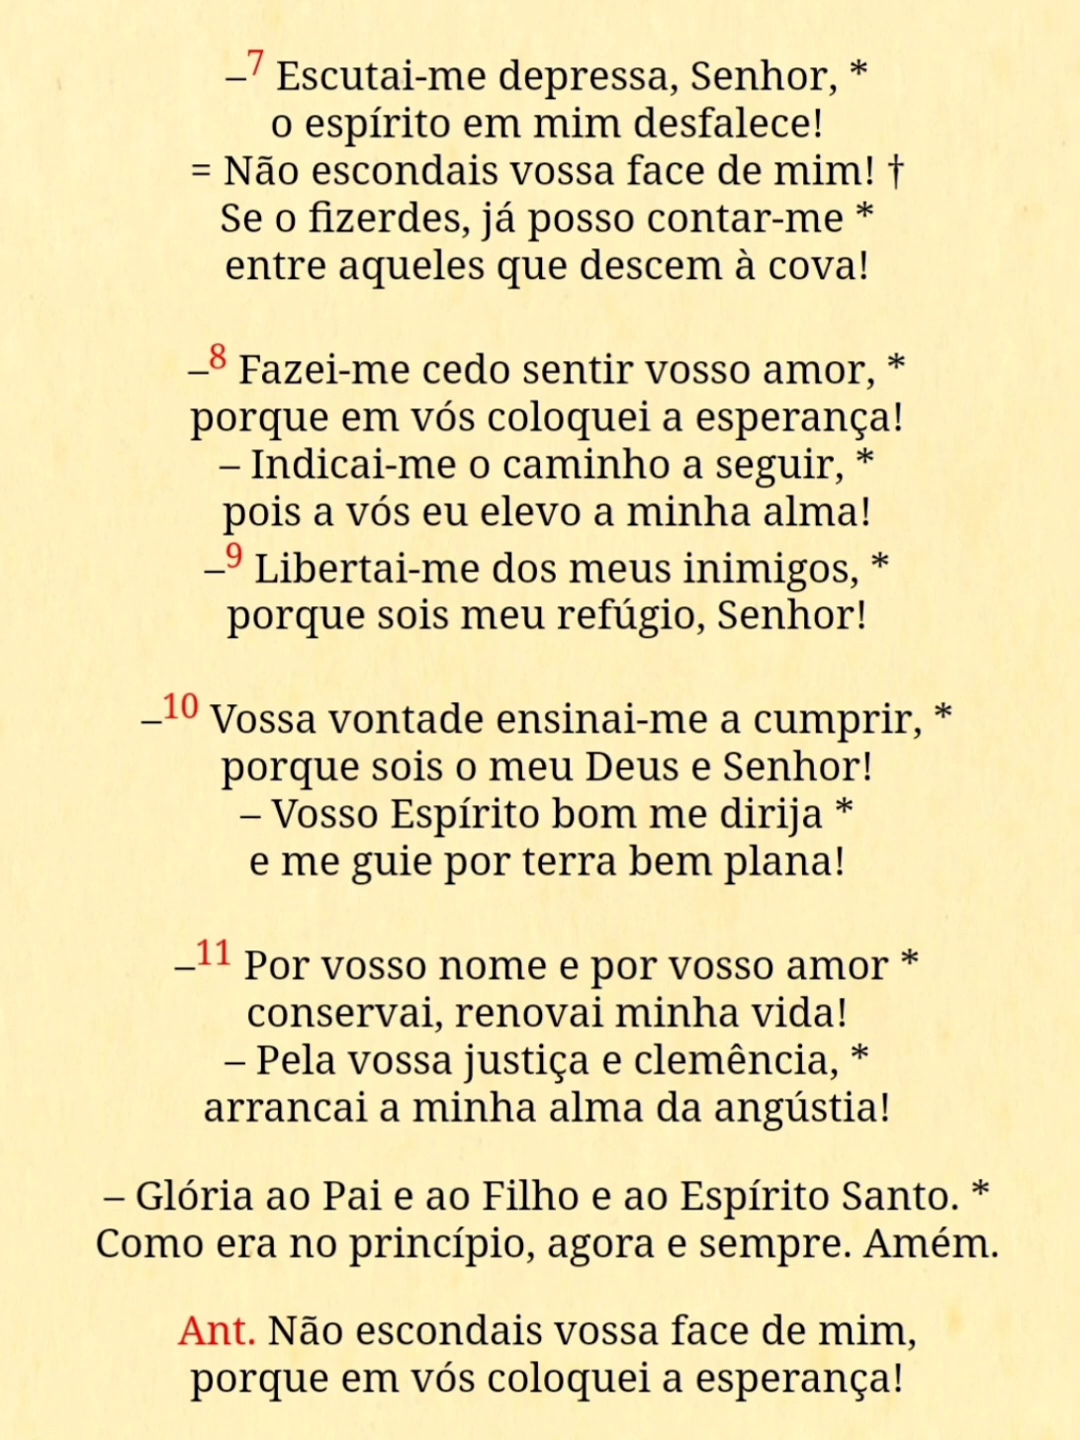 –7 Escutai-me depressa, Senhor, *
o espírito em mim desfalece!
= Não escondais vossa face de mim! †
Se o fizerdes, já posso contar-me *
entre aqueles que descem à cova!
–8 Fazei-me cedo sentir vosso amor, *
porque em vós coloquei a esperança!
– Indicai-me o caminho a seguir, *
pois a vós eu elevo a minha alma!
–9 Libertai-me dos meus inimigos, *
porque sois meu refúgio, Senhor!
–10 Vossa vontade ensinai-me a cumprir, *
porque sois o meu Deus e Senhor!
– Vosso Espírito bom me dirija *
e me guie por terra bem plana!
–11 Por vosso nome e por vosso amor *
conservai, renovai minha vida!
– Pela vossa justiça e clemência, *
arrancai a minha alma da angústia!
– Glória ao Pai e ao Filho e ao Espírito Santo. *
Como era no princípio, agora e sempre. Amém.
Ant. Não escondais vossa face de mim,
porque em vós coloquei a esperança!